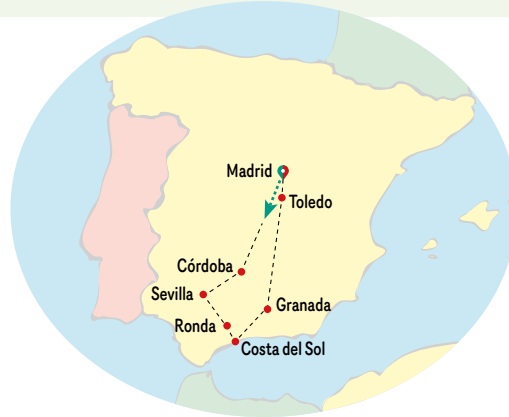 Madrid
Toledo
Córdoba
Sevilla
Granada
Ronda
Costa del Sol